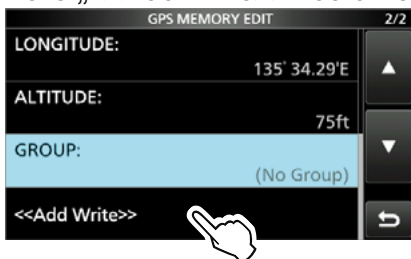 GPS MEMORY EDIT 2/2
LONGITUDE:
135°34.29'E
ALTITUDE:
75ft
GROUP:
(No Group)
<<Add Write>>